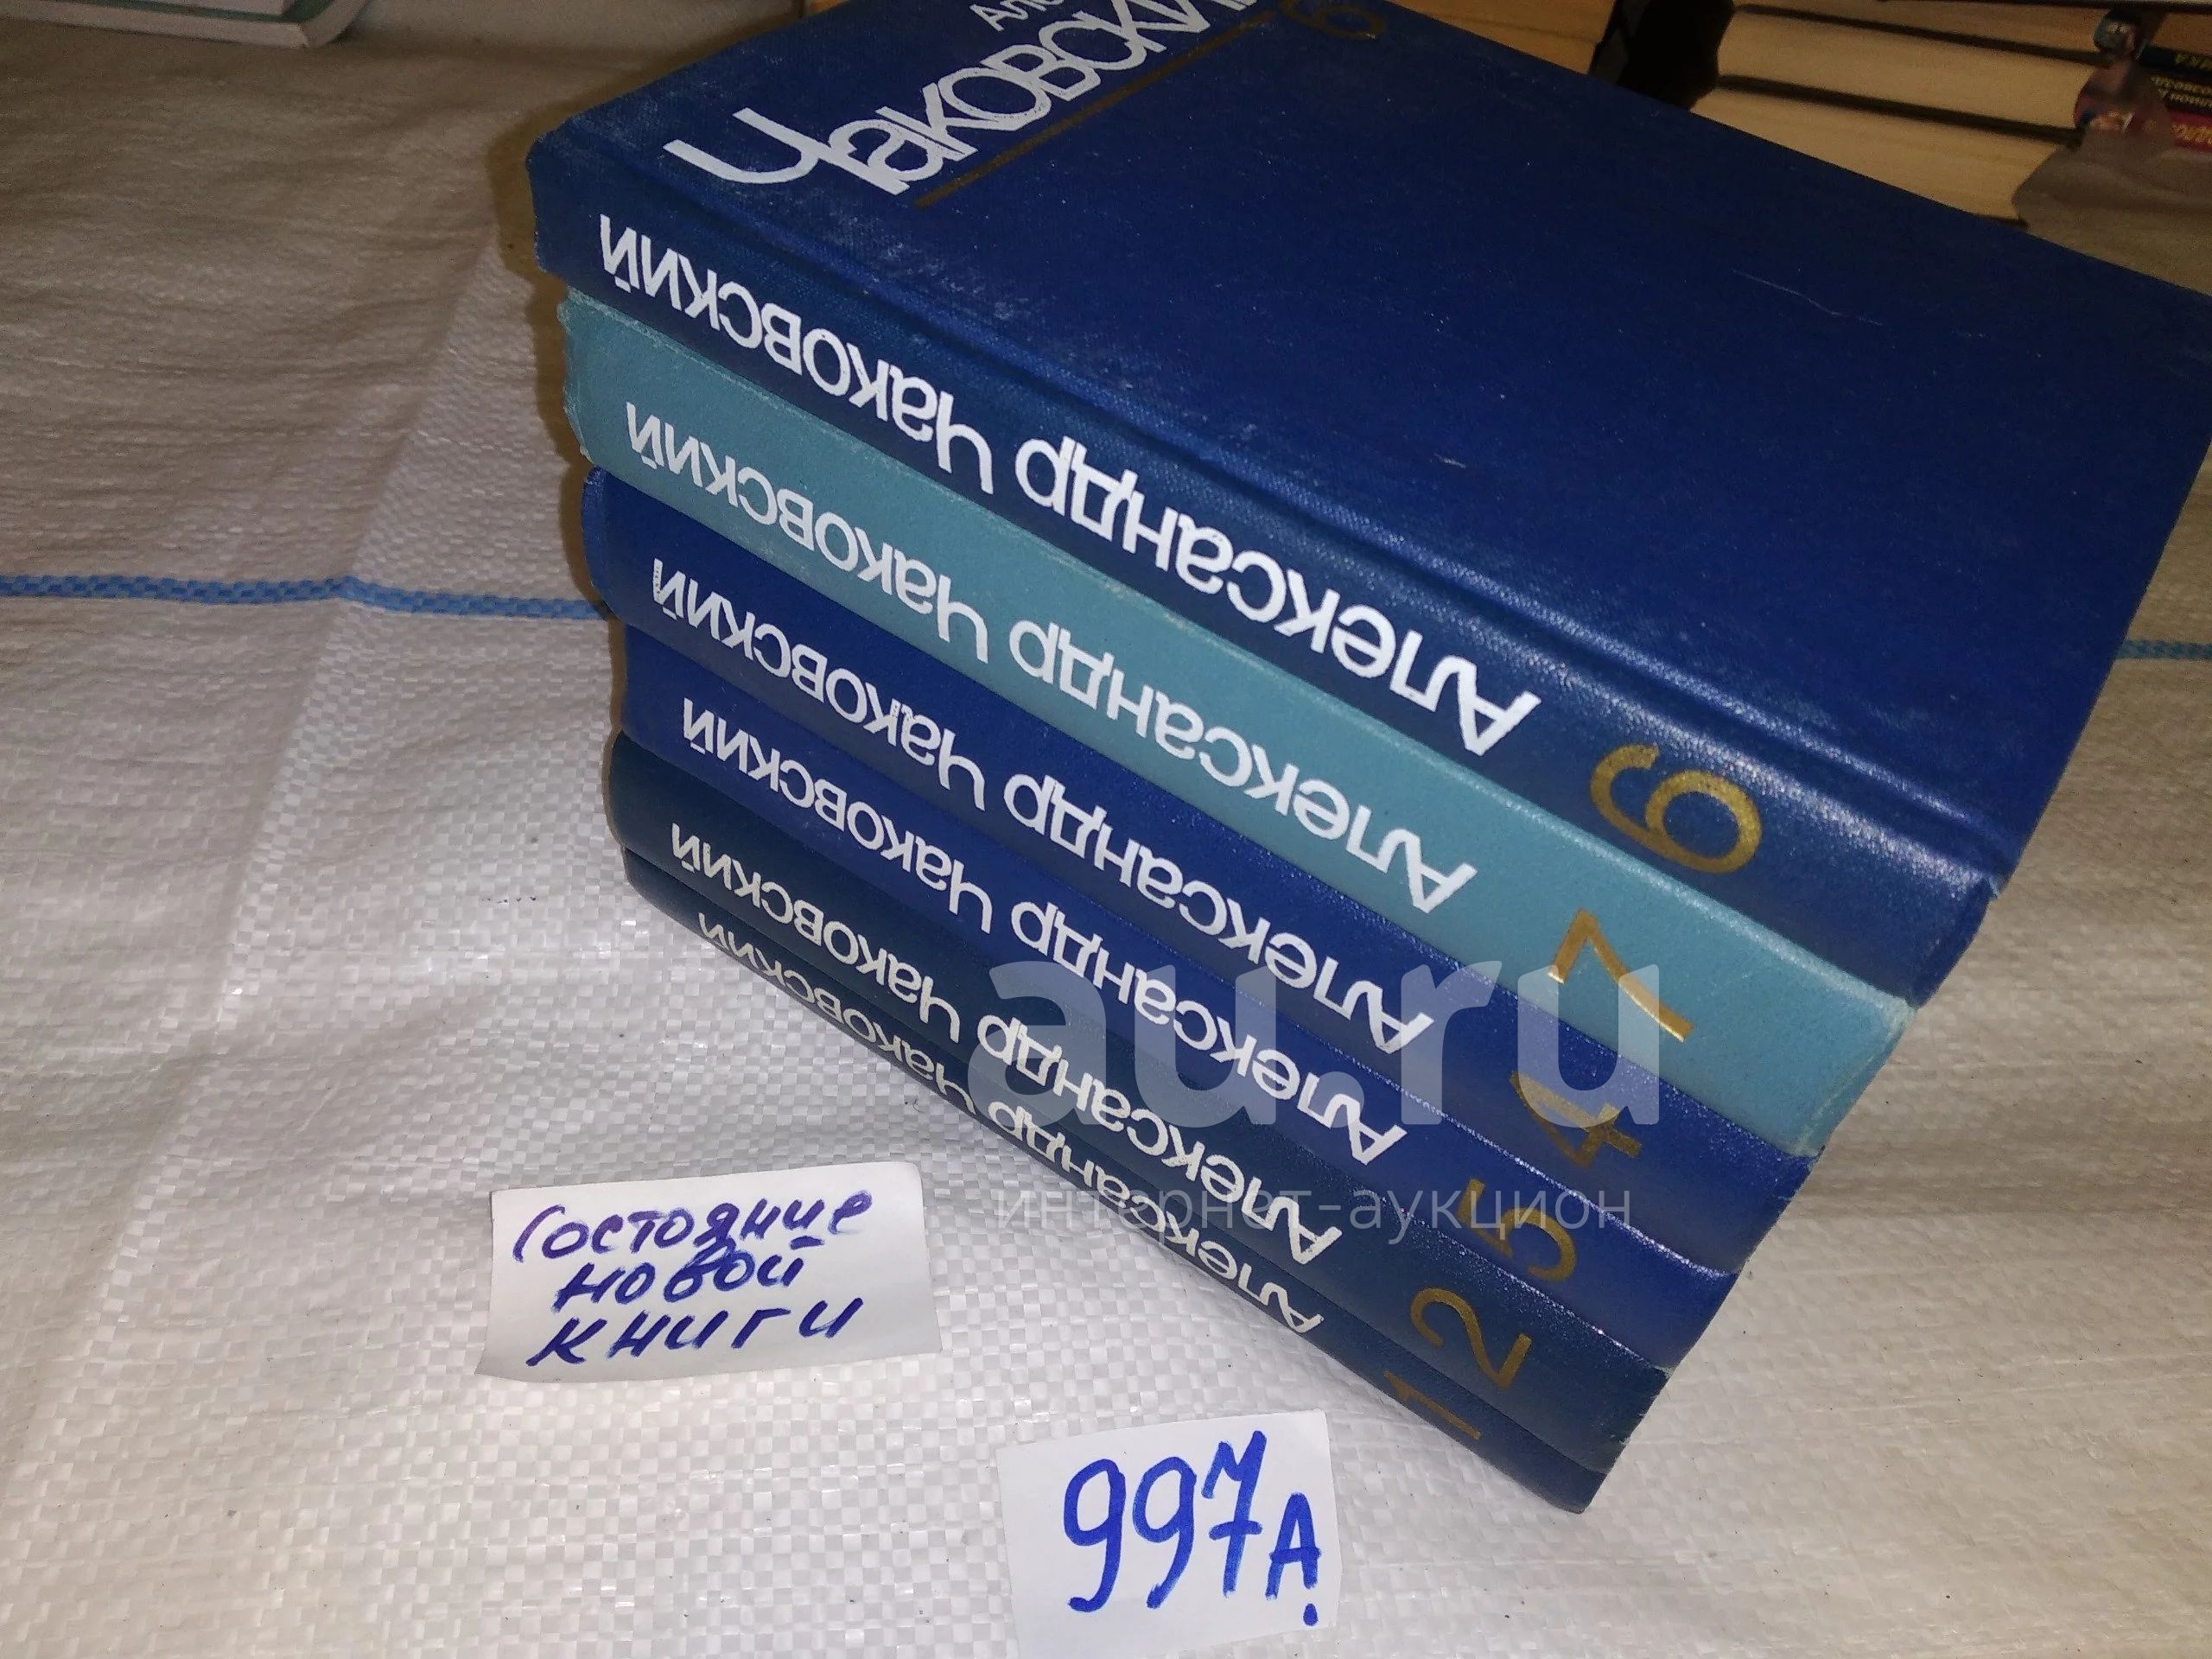 Чаковский
6
Александр Чаковский 6
Александр Чаковский 7
Александр Чаковский 4
Александр Чаковский 5
Александр Чаковский 2
Александр Чаковский 1
au.ru
интернет-аукцион
Состояние
новой
книги
997А.